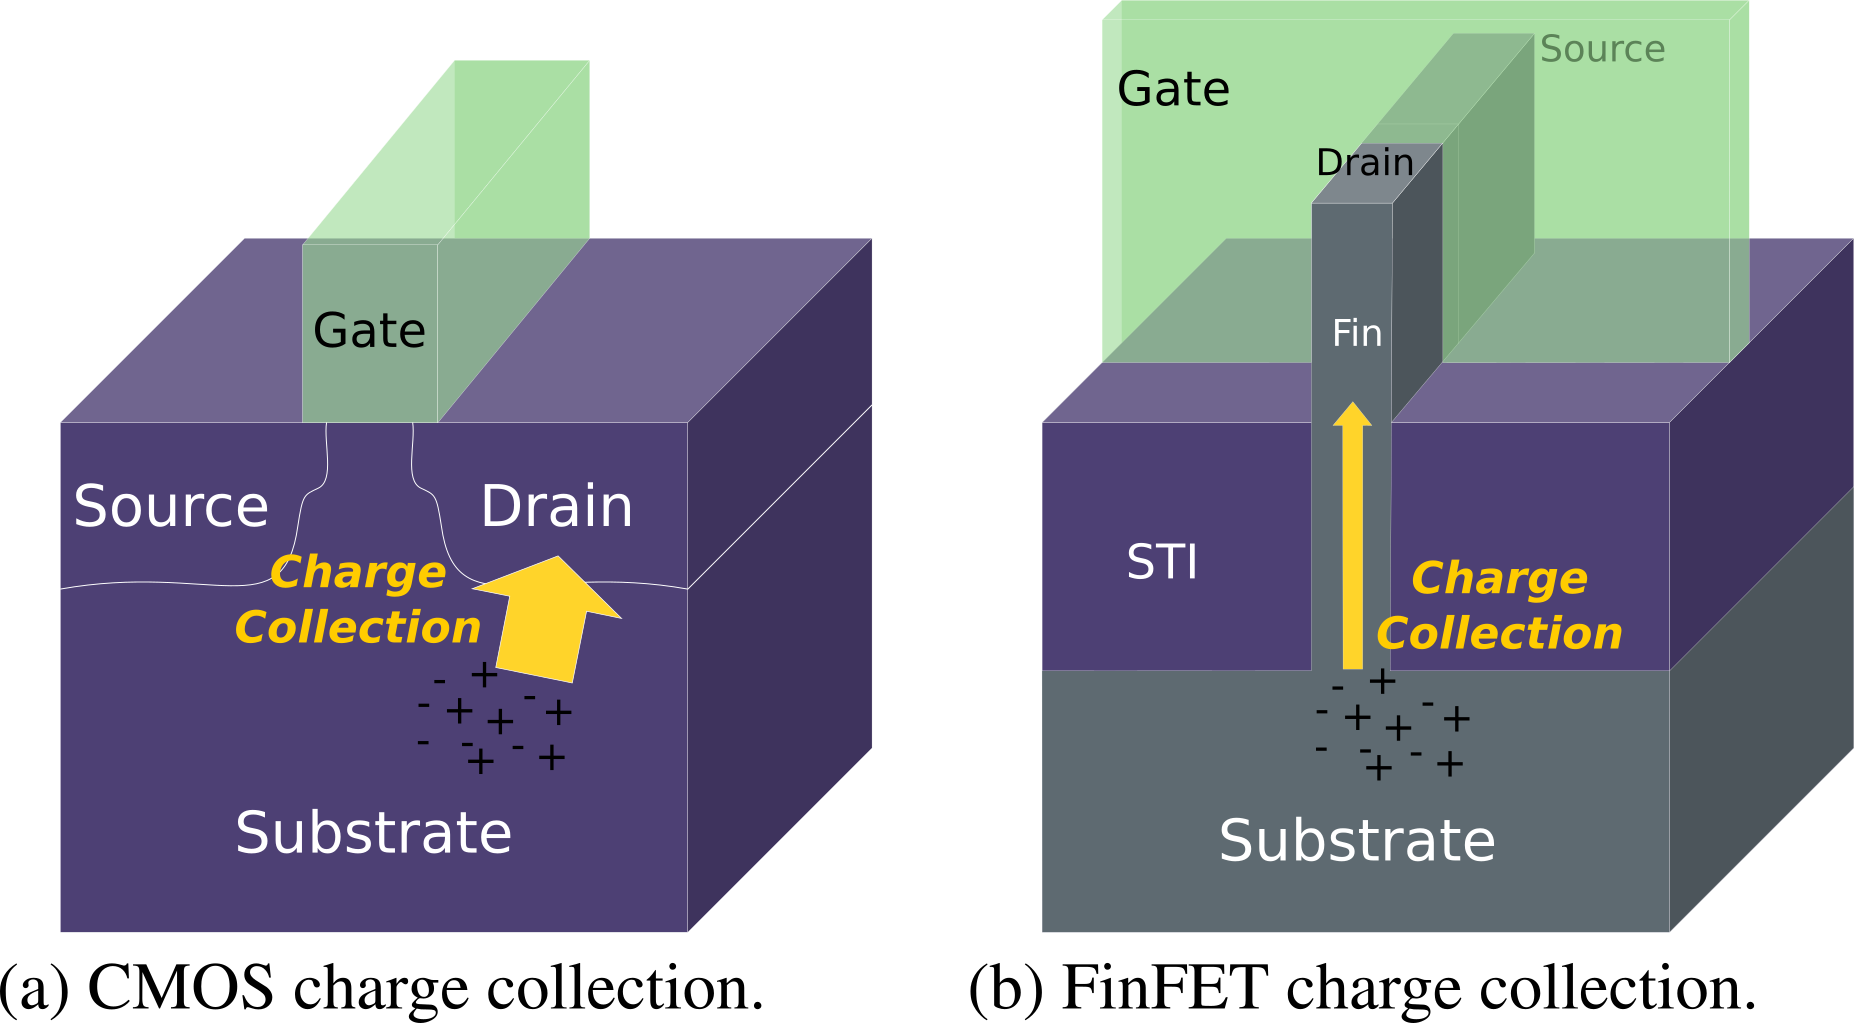 Gate
Source
Drain
Charge
Collection
- + - - + + - + - - - + +
Substrate
(a) CMOS charge collection.
Source
Gate
Drain
Fin
STI
Charge
Collection
- + - - + + - + - - - + +
Substrate
(b) FinFET charge collection.